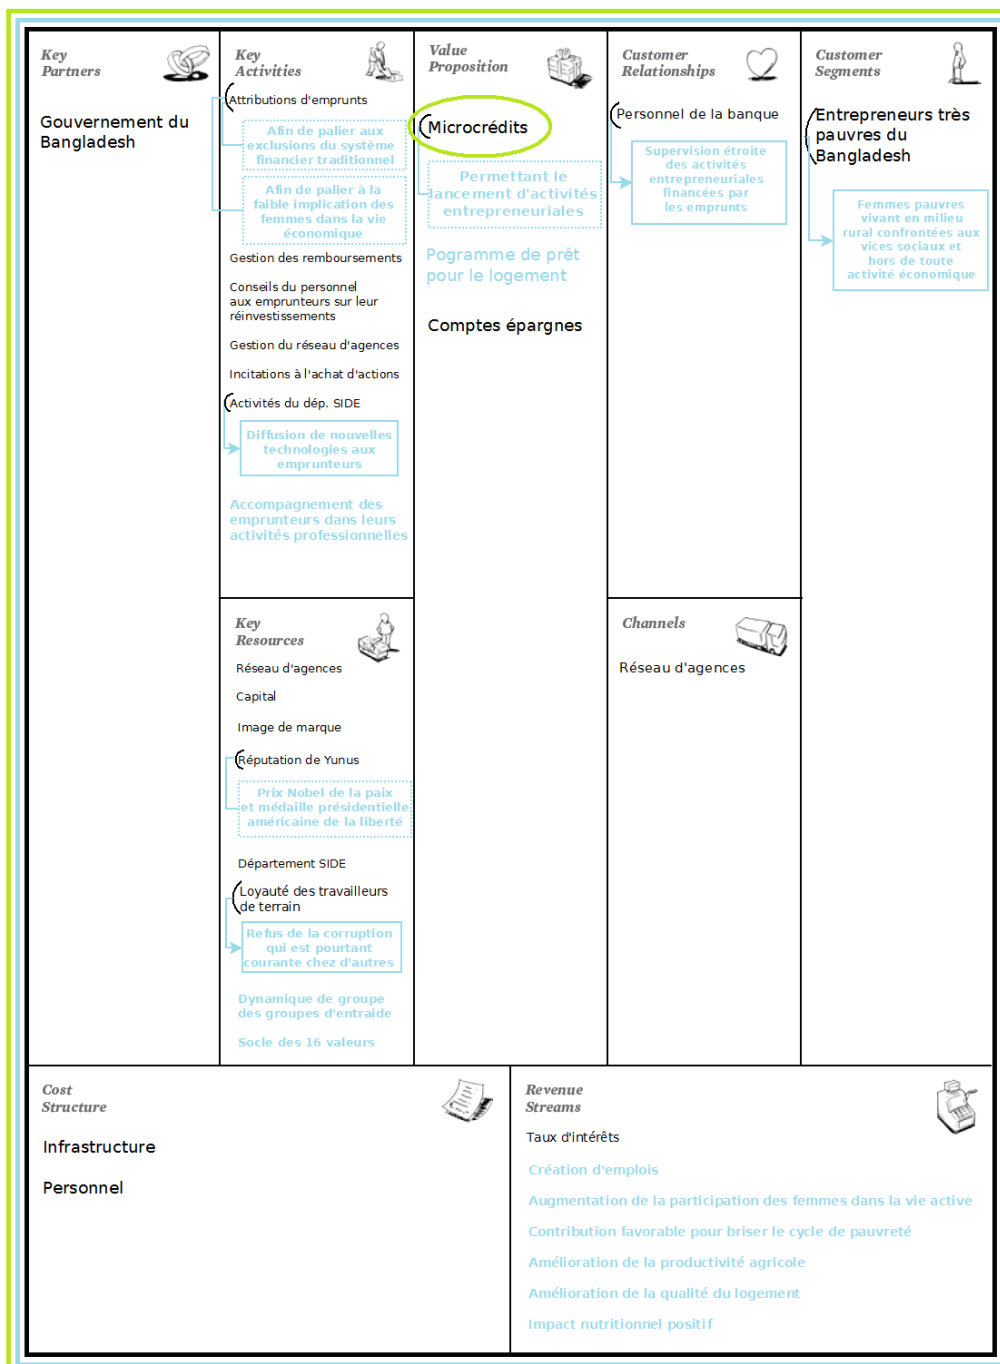 Key
Partners
Gouvernement du
Bangladesh
Key
Activities
Attributions d'emprunts
Afin de palier aux
exclusions du système
financier traditionnel
Afin de palier à la
faible implication des
femmes dans la vie
économique
Gestion des remboursements
Conseils du personnel
aux emprunteurs sur leur
réinvestissements
Gestion du réseau d'agences
Incitations à l'achat d'actions
Activités du dép. SIDE
Diffusion de nouvelles
technologies aux
emprunteurs
Accompagnement des
emprunteurs dans leurs
activités professionnelles
Key
Resources
Réseau d'agences
Capital
Image de marque
Réputation de Yunus
Prix Nobel de la paix
et médaille présidentielle
américaine de la liberté
Département SIDE
Loyauté des travailleurs
de terrain
Refus de la corruption
qui est pourtant
courante chez d'autres
Dynamique de groupe
des groupes d'entraide
Socle des 16 valeurs
Value
Proposition
Microcrédits
Permettant le
lancement d'activités
entrepreneuriales
Pogramme de prêt
pour le logement
Comptes épargnes
Customer
Relationships
Personnel de la banque
Supervision étroite
des activités
entrepreneuriales
financées par
les emprunts
Channels
Réseau d'agences
Customer
Segments
Entrepreneurs très
pauvres du
Bangladesh
Femmes pauvres
vivant en milieu
rural confrontées aux
vices sociaux et
hors de toute
activité économique
Cost
Structure
Infrastructure
Personnel
Revenue
Streams
Taux d'intérêts
Création d'emplois
Augmentation de la participation des femmes dans la vie active
Contribution favorable pour briser le cycle de pauvreté
Amélioration de la productivité agricole
Amélioration de la qualité du logement
Impact nutritionnel positif